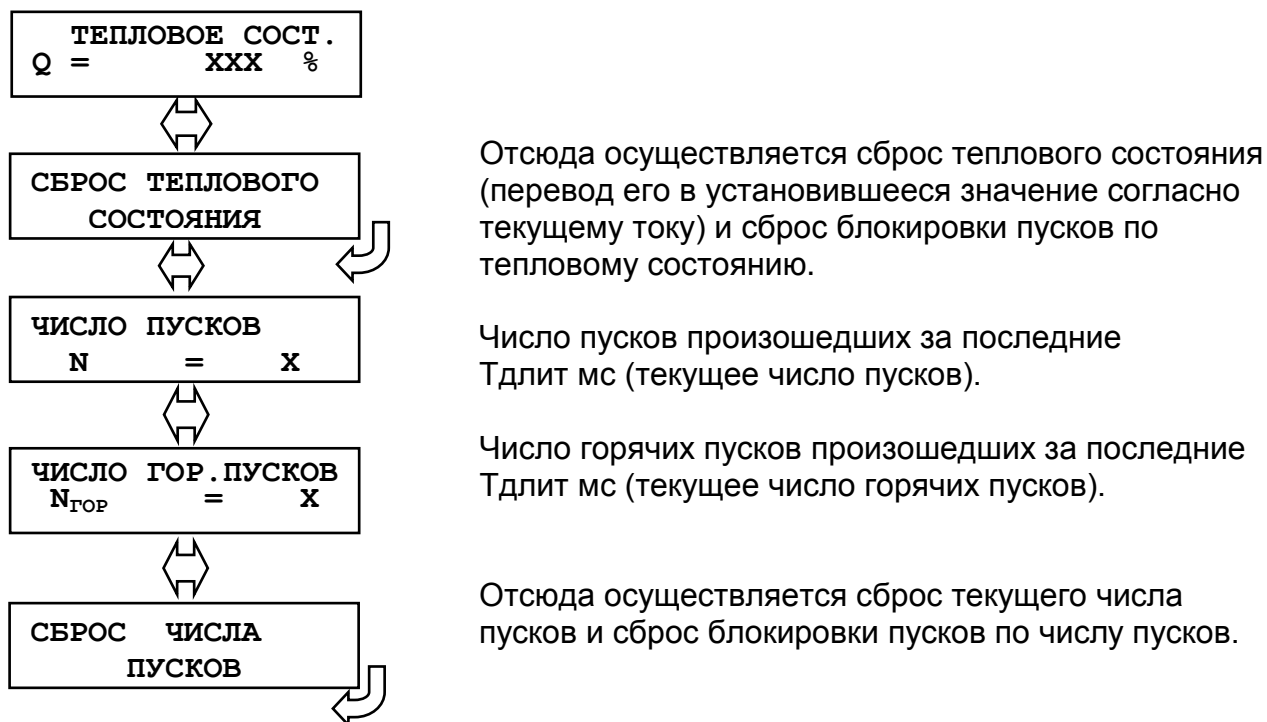 ТЕПЛОВОЕ СОСТ.
Q = XXX %
СБРОС ТЕПЛОВОГО
СОСТОЯНИЯ
Отсюда осуществляется сброс теплового состояния
(перевод его в установившееся значение согласно
текущему току) и сброс блокировки пусков по
тепловому состоянию.
ЧИСЛО ПУСКОВ
N = X
Число пусков произошедших за последние
Тдлит мс (текущее число пусков).
ЧИСЛО ГОР.ПУСКОВ
NГОР = X
Число горячих пусков произошедших за последние
Тдлит мс (текущее число горячих пусков).
СБРОС ЧИСЛА
ПУСКОВ
Отсюда осуществляется сброс текущего числа
пусков и сброс блокировки пусков по числу пусков.